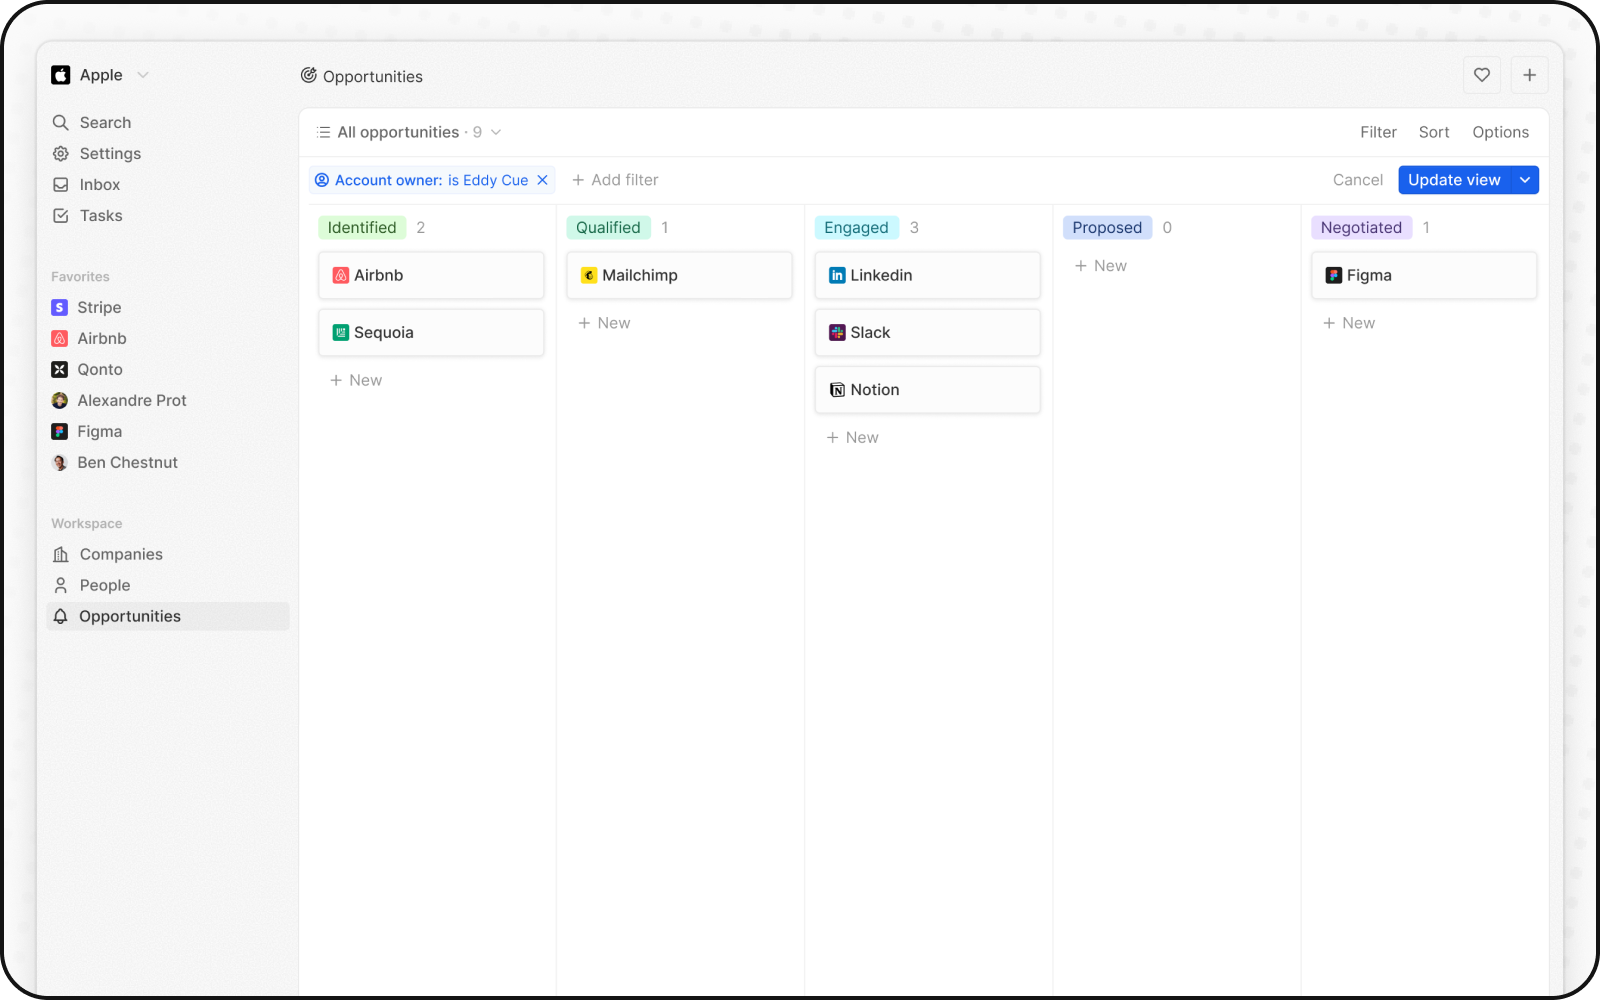 Apple
Search
Settings
Inbox
Tasks
Favorites
Stripe
Airbnb
Qonto
Alexandre Prot
Figma
Ben Chestnut
Workspace
Companies
People
Opportunities
Opportunities
All opportunities · 9
Filter Sort Options
Account owner: is Eddy Cue
Add filter
Cancel Update view
Identified 2
Airbnb
Sequoia
New
Qualified 1
Mailchimp
New
Engaged 3
Linkedin
Slack
Notion
New
Proposed 0
New
Negotiated 1
Figma
New